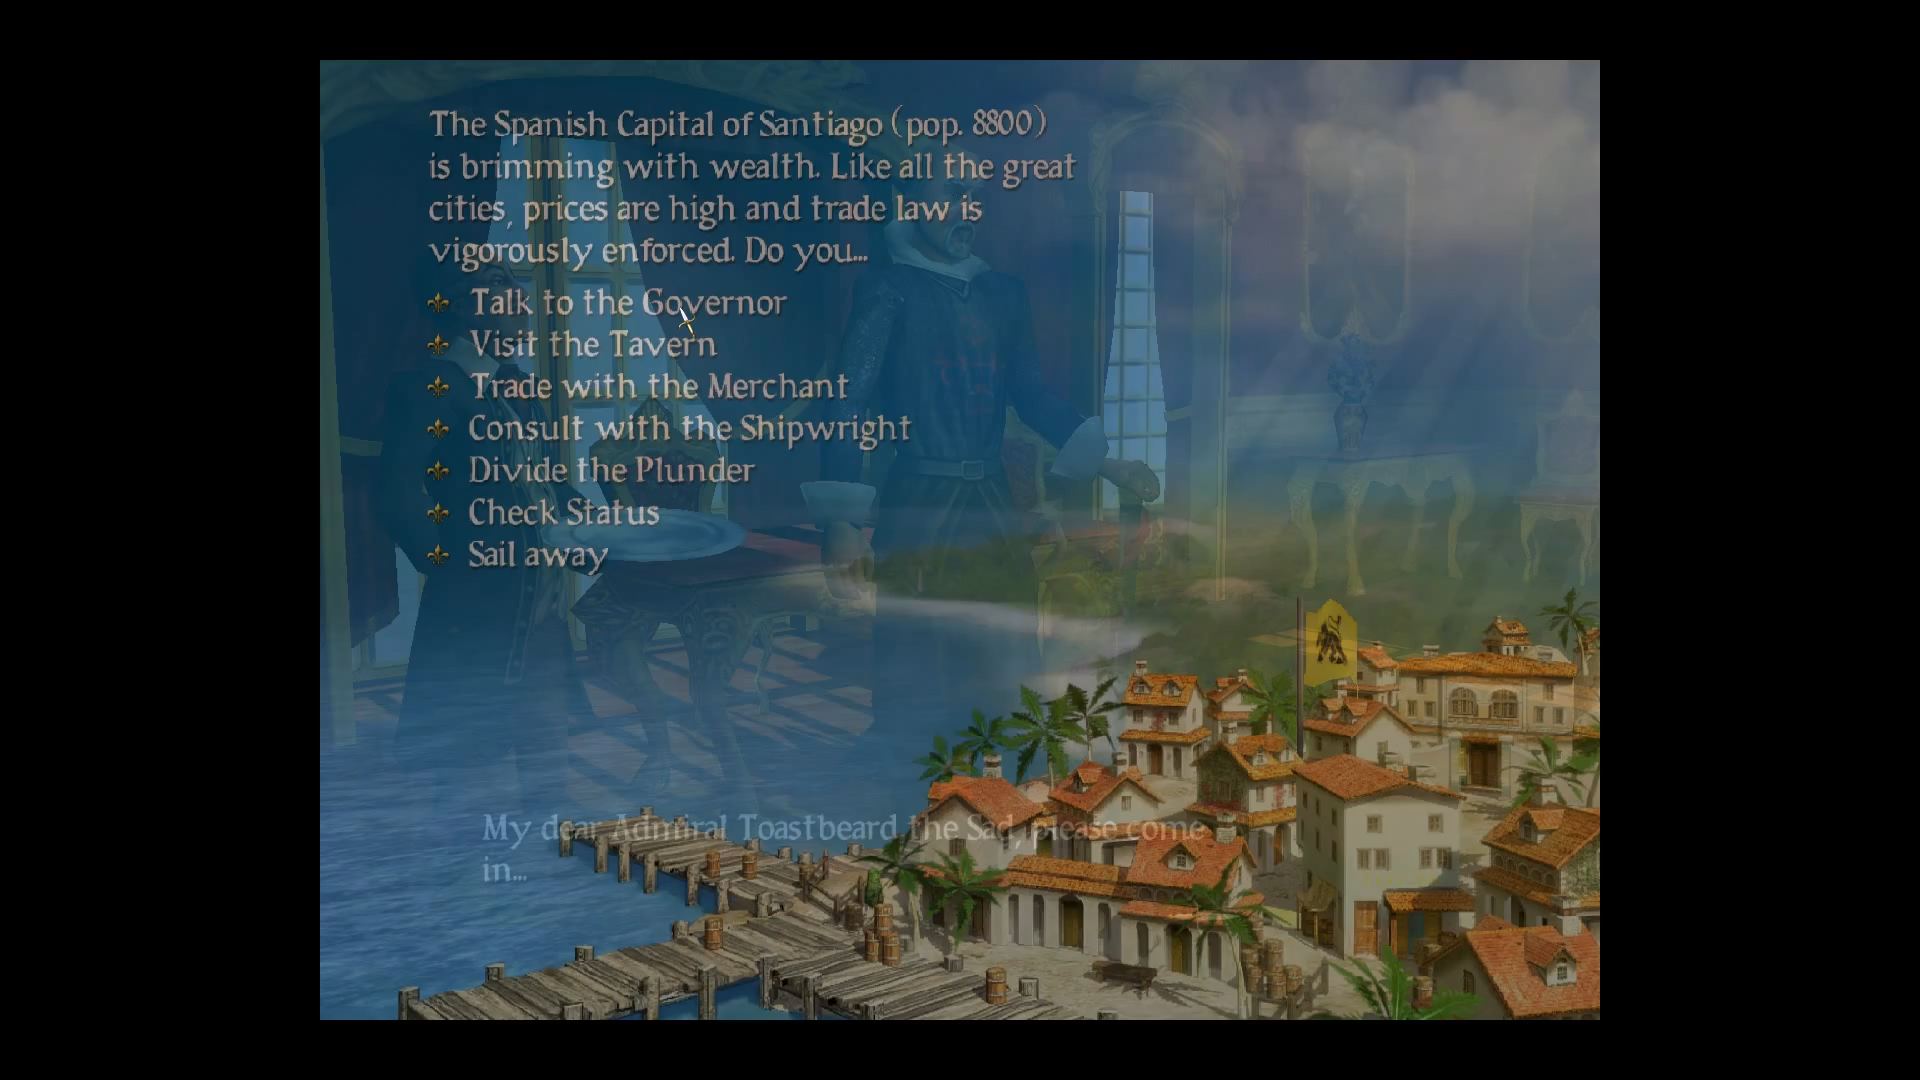 The Spanish Capital of Santiago (pop. 8800)
is brimming with wealth. Like all the great
cities, prices are high and trade law is
vigorously enforced. Do you...
Talk to the Governor
Visit the Tavern
Trade with the Merchant
Consult with the Shipwright
Divide the Plunder
Check Status
Sail away
My dear Admiral Toastbeard the Sad, please come
in...